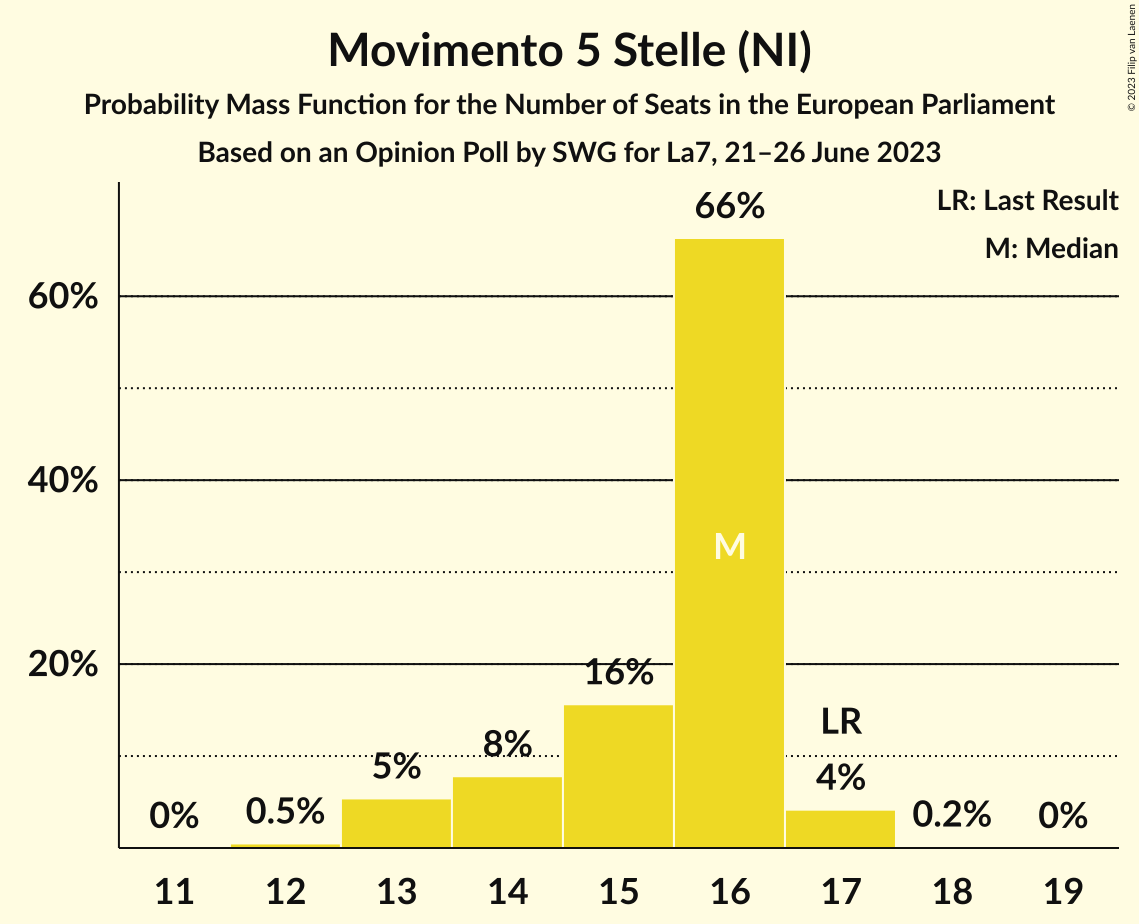 Movimento 5 Stelle (NI)
Probability Mass Function for the Number of Seats in the European Parliament
Based on an Opinion Poll by SWG for La7, 21–26 June 2023
© 2023 Filip van Laenen
LR: Last Result
M: Median
60%
40%
20%
0%
0.5%
5%
8%
16%
66%
M
LR
4%
0.2%
0%
11 12 13 14 15 16 17 18 19